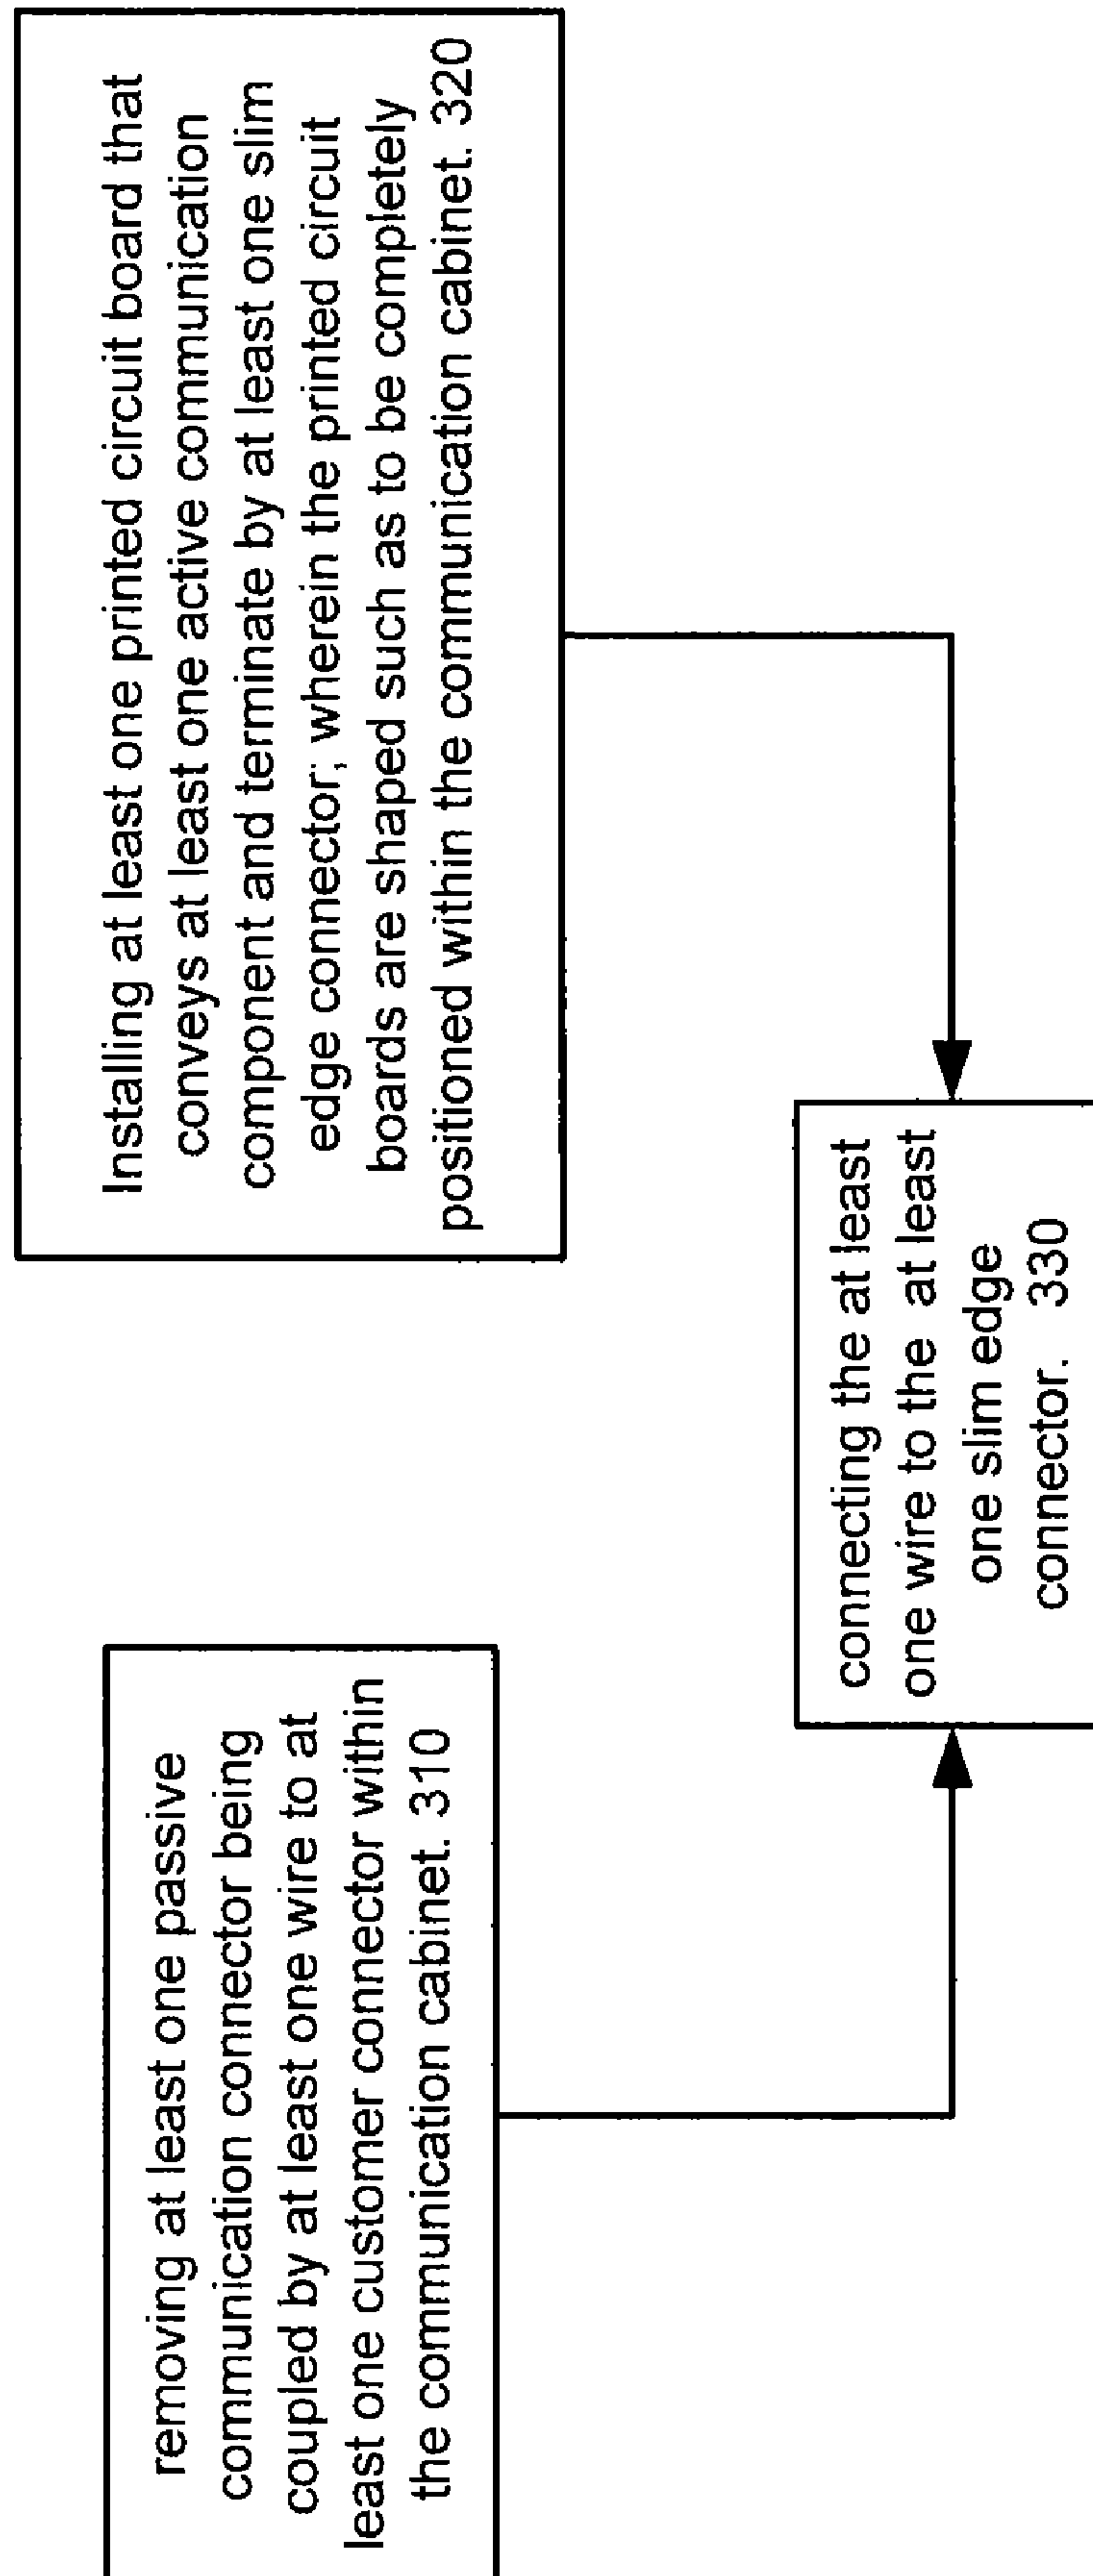 removing at least one passive
communication connector being
coupled by at least one wire to at
least one customer connector within
the communication cabinet. 310
Installing at least one printed circuit board that
conveys at least one active communication
component and terminate by at least one slim
edge connector; wherein the printed circuit
boards are shaped such as to be completely
positioned within the communication cabinet. 320
connecting the at least
one wire to the at least
one slim edge
connector. 330